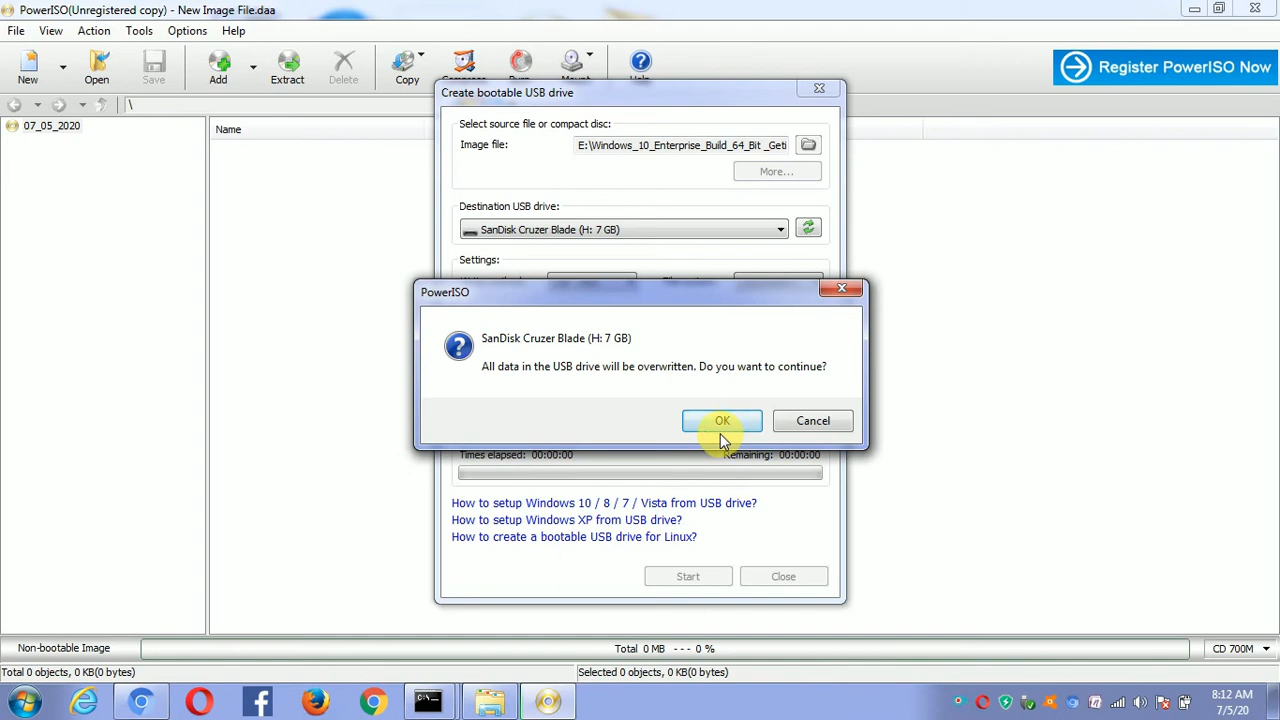 PowerISO(Unregistered copy) - New Image File.daa
File View Action Tools Options Help
New Open Save Add Extract Delete Copy Mount Help
Register PowerISO Now
\
07_05_2020
Name
Create bootable USB drive
Select source file or compact disc:
Image file: E:\Windows_10_Enterprise_Build_64_Bit _Geti
More...
Destination USB drive:
SanDisk Cruzer Blade (H: 7 GB)
Settings:
PowerISO
SanDisk Cruzer Blade (H: 7 GB)
All data in the USB drive will be overwritten. Do you want to continue?
OK Cancel
Times elapsed: 00:00:00 Remaining: 00:00:00
How to setup Windows 10 / 8 / 7 / Vista from USB drive?
How to setup Windows XP from USB drive?
How to create a bootable USB drive for Linux?
Start Close
Non-bootable Image Total 0 MB - - - 0 % CD 700M
Total 0 objects, 0 KB(0 bytes) Selected 0 objects, 0 KB(0 bytes)
8:12 AM
7/5/20